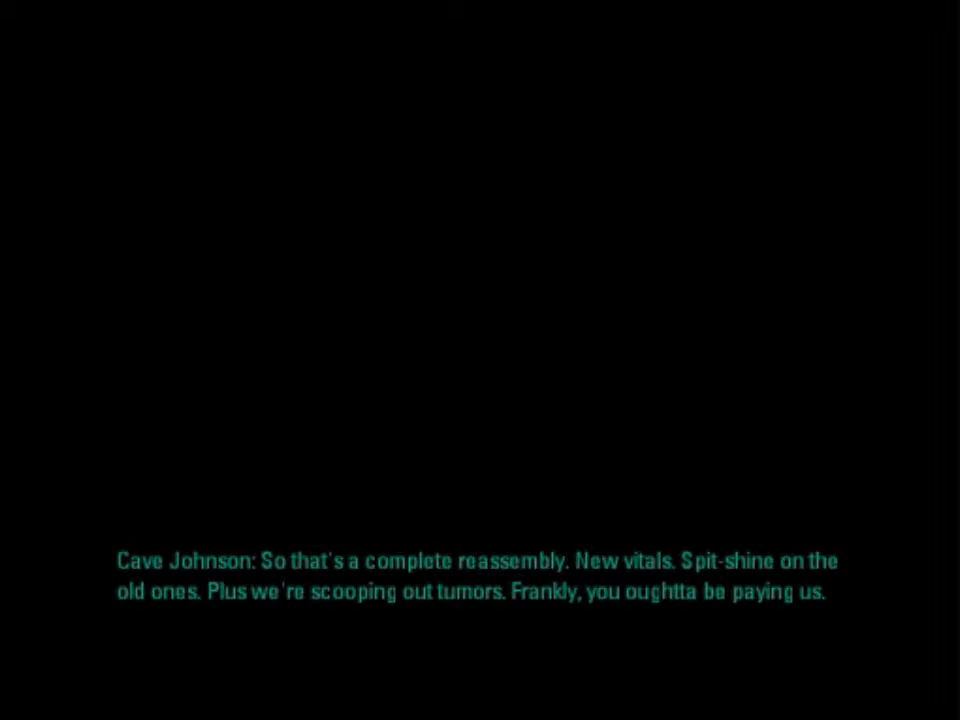 Cave Johnson: So that's a complete reassembly. New vitals. Spit-shine on the
old ones. Plus we're scooping out tumors. Frankly, you oughtta be paying us.